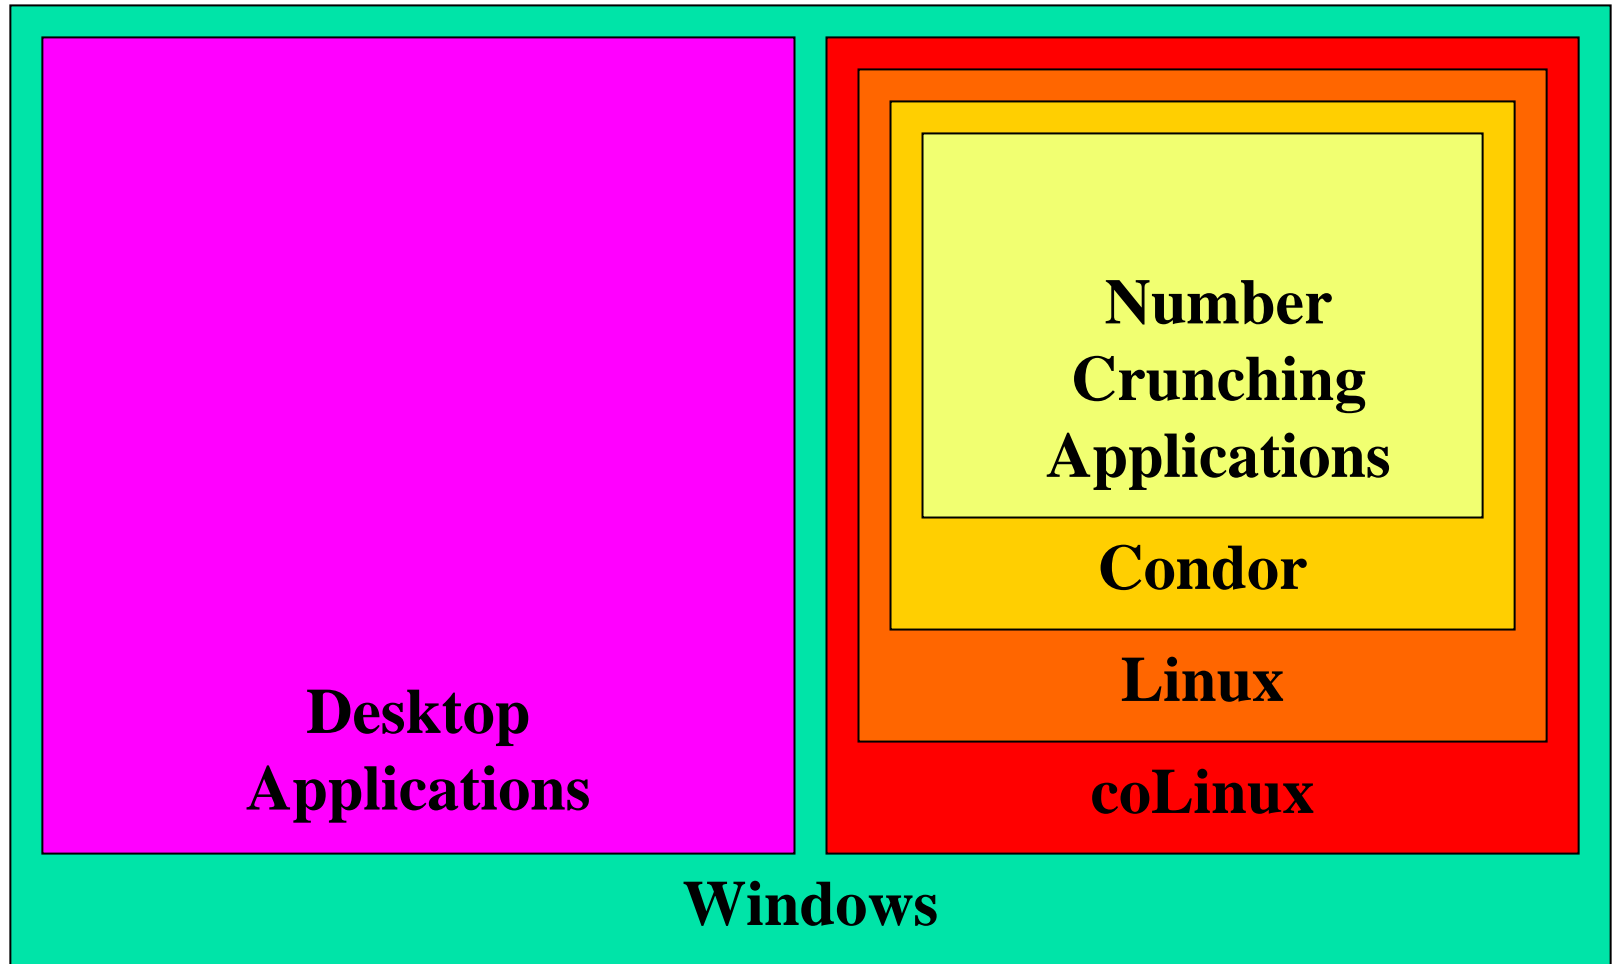 Desktop
Applications
Number
Crunching
Applications
Condor
Linux
coLinux
Windows